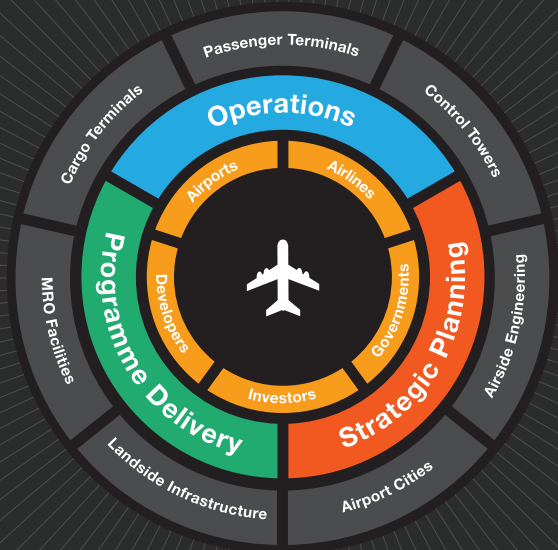 Passenger Terminals
Control Towers
Airside Engineering
Airport Cities
Landside Infrastructure
MRO Facilities
Cargo Terminals
Operations
Strategic Planning
Programme Delivery
Airports
Airlines
Governments
Investors
Developers